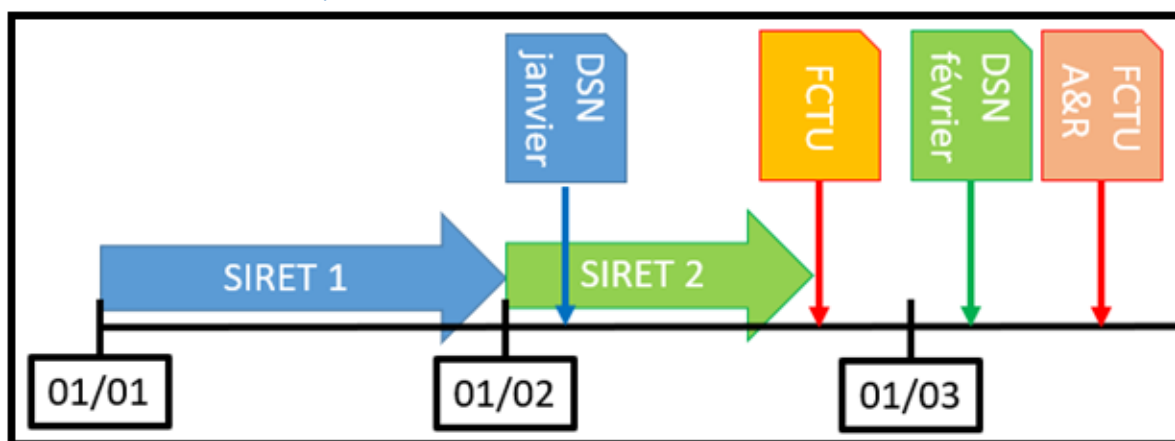 DSN
janvier
FCTU
DSN
février
FCTU
A&R
SIRET 1
SIRET 2
01/01
01/02
01/03